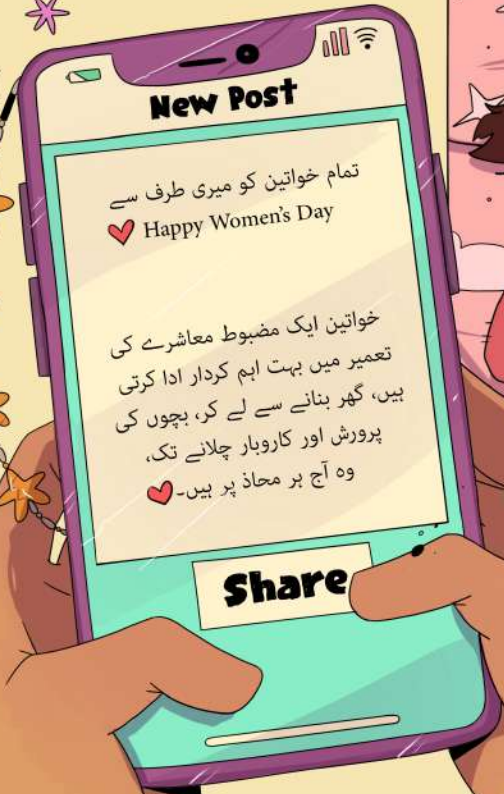 New Post
تمام خواتین کو میری طرف سے
❤️ Happy Women's Day
خواتین ایک مضبوط معاشرے کی
تعمیر میں بہت اہم کردار ادا کرتی
ہیں، گھر بنانے سے لے کر، بچوں کی
پرورش اور کاروبار چلانے تک،
وہ آج ہر محاذ پر ہیں۔❤️
Share